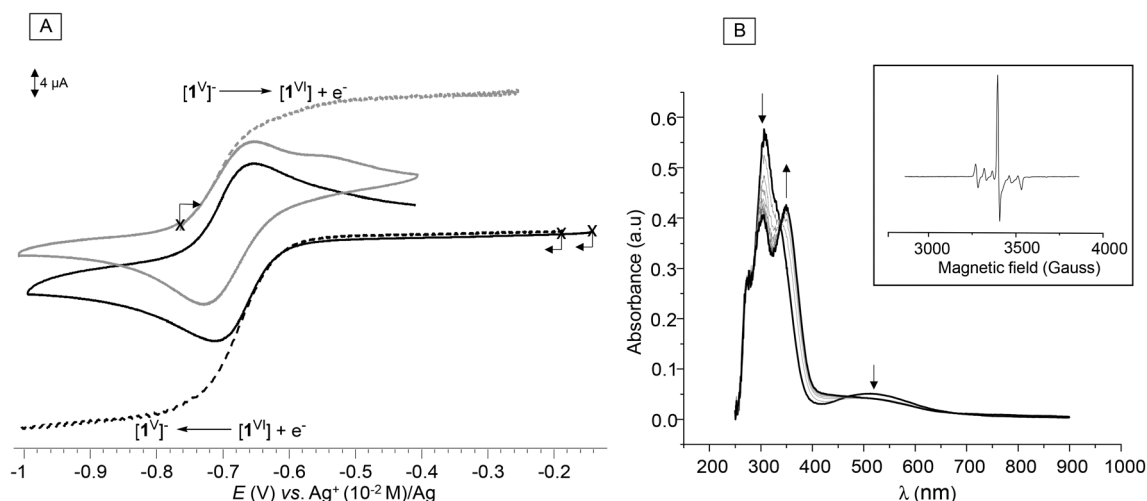 A
4 µA
[1ⱽ]⁻ ⟶ [1ⱽᴵ] + e⁻
X
X X
[1ⱽ]⁻ ⟵ [1ⱽᴵ] + e⁻
-1 -0.9 -0.8 -0.7 -0.6 -0.5 -0.4 -0.3 -0.2
E (V) vs. Ag⁺ (10⁻² M)/Ag
B
0.6
0.5
0.4
0.3
0.2
0.1
0.0
Absorbance (a.u)
200 300 400 500 600 700 800 900 1000
λ (nm)
3000 3500 4000
Magnetic field (Gauss)